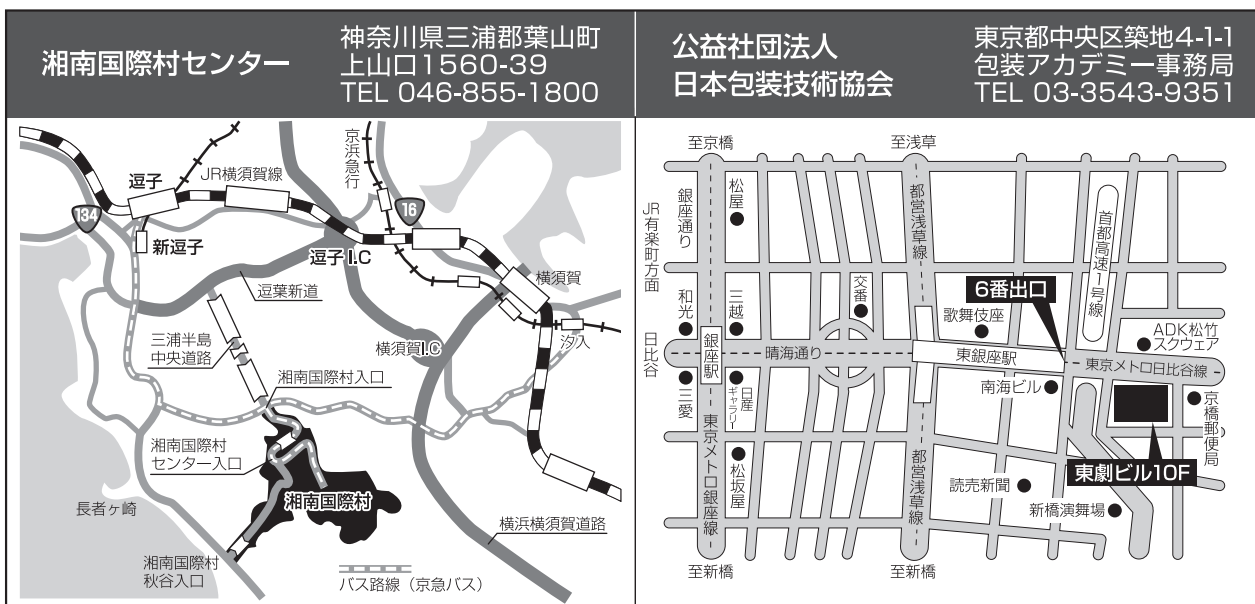 湘南国際村センター
神奈川県三浦郡葉山町
上山口1560-39
TEL 046-855-1800
公益社団法人
日本包装技術協会
東京都中央区築地4-1-1
包装アカデミー事務局
TEL 03-3543-9351
逗子
JR横須賀線
京浜急行
134
16
新逗子
逗子I.C
横須賀
逗葉新道
三浦半島
中央道路
横須賀I.C
汐入
湘南国際村入口
湘南国際村
センター入口
湘南国際村
長者ヶ崎
横浜横須賀道路
湘南国際村
秋谷入口
バス路線（京急バス）
至京橋
至浅草
銀座通り
松屋
都営浅草線
首都高速1号線
JR有楽町方面
和光
三越
交番
6番出口
歌舞伎座
ADK松竹
スクウェア
日比谷
銀座駅
晴海通り
東銀座駅
東京メトロ日比谷線
三愛
日産
ギャラリー
南海ビル
京橋郵便局
東京メトロ銀座線
松坂屋
都営浅草線
読売新聞
東劇ビル10F
新橋演舞場
至新橋
至新橋